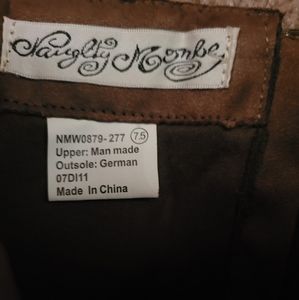 Naughty Monkey
NMW0879-277 7.5
Upper: Man made
Outsole: German
07DI11
Made In China